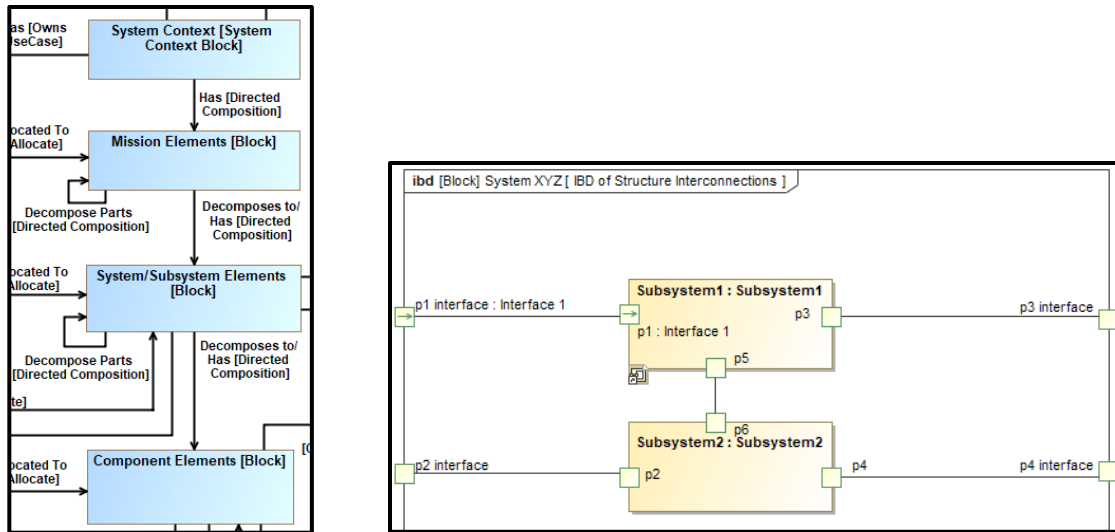 as [Owns
UseCase]
System Context [System
Context Block]
Has [Directed
Composition]
ocated To
Allocate]
Mission Elements [Block]
Decompose Parts
[Directed Composition]
Decomposes to/
Has [Directed
Composition]
ocated To
Allocate]
System/Subsystem Elements
[Block]
Decompose Parts
[Directed Composition]
Decomposes to/
Has [Directed
Composition]
te]
ocated To
Allocate]
Component Elements [Block]
ibd [Block] System XYZ [ IBD of Structure Interconnections ]
p1 interface : Interface 1
Subsystem1 : Subsystem1
p1 : Interface 1
p3
p3 interface
p5
p6
Subsystem2 : Subsystem2
p2 interface
p2
p4
p4 interface